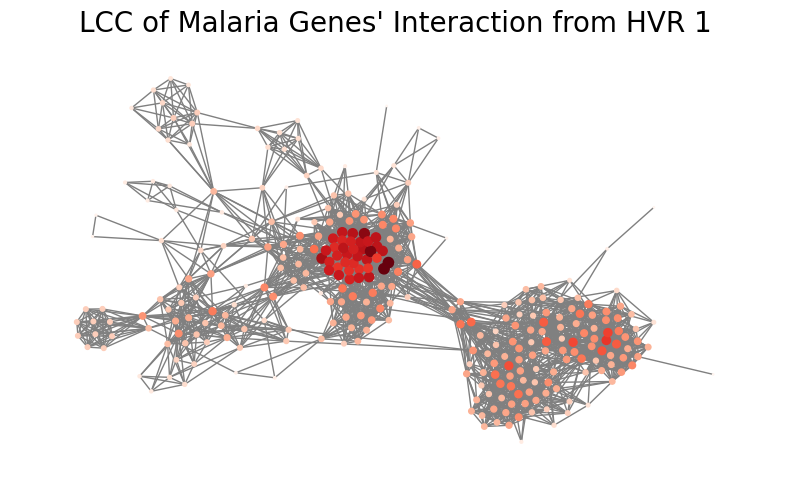 LCC of Malaria Genes' Interaction from HVR 1